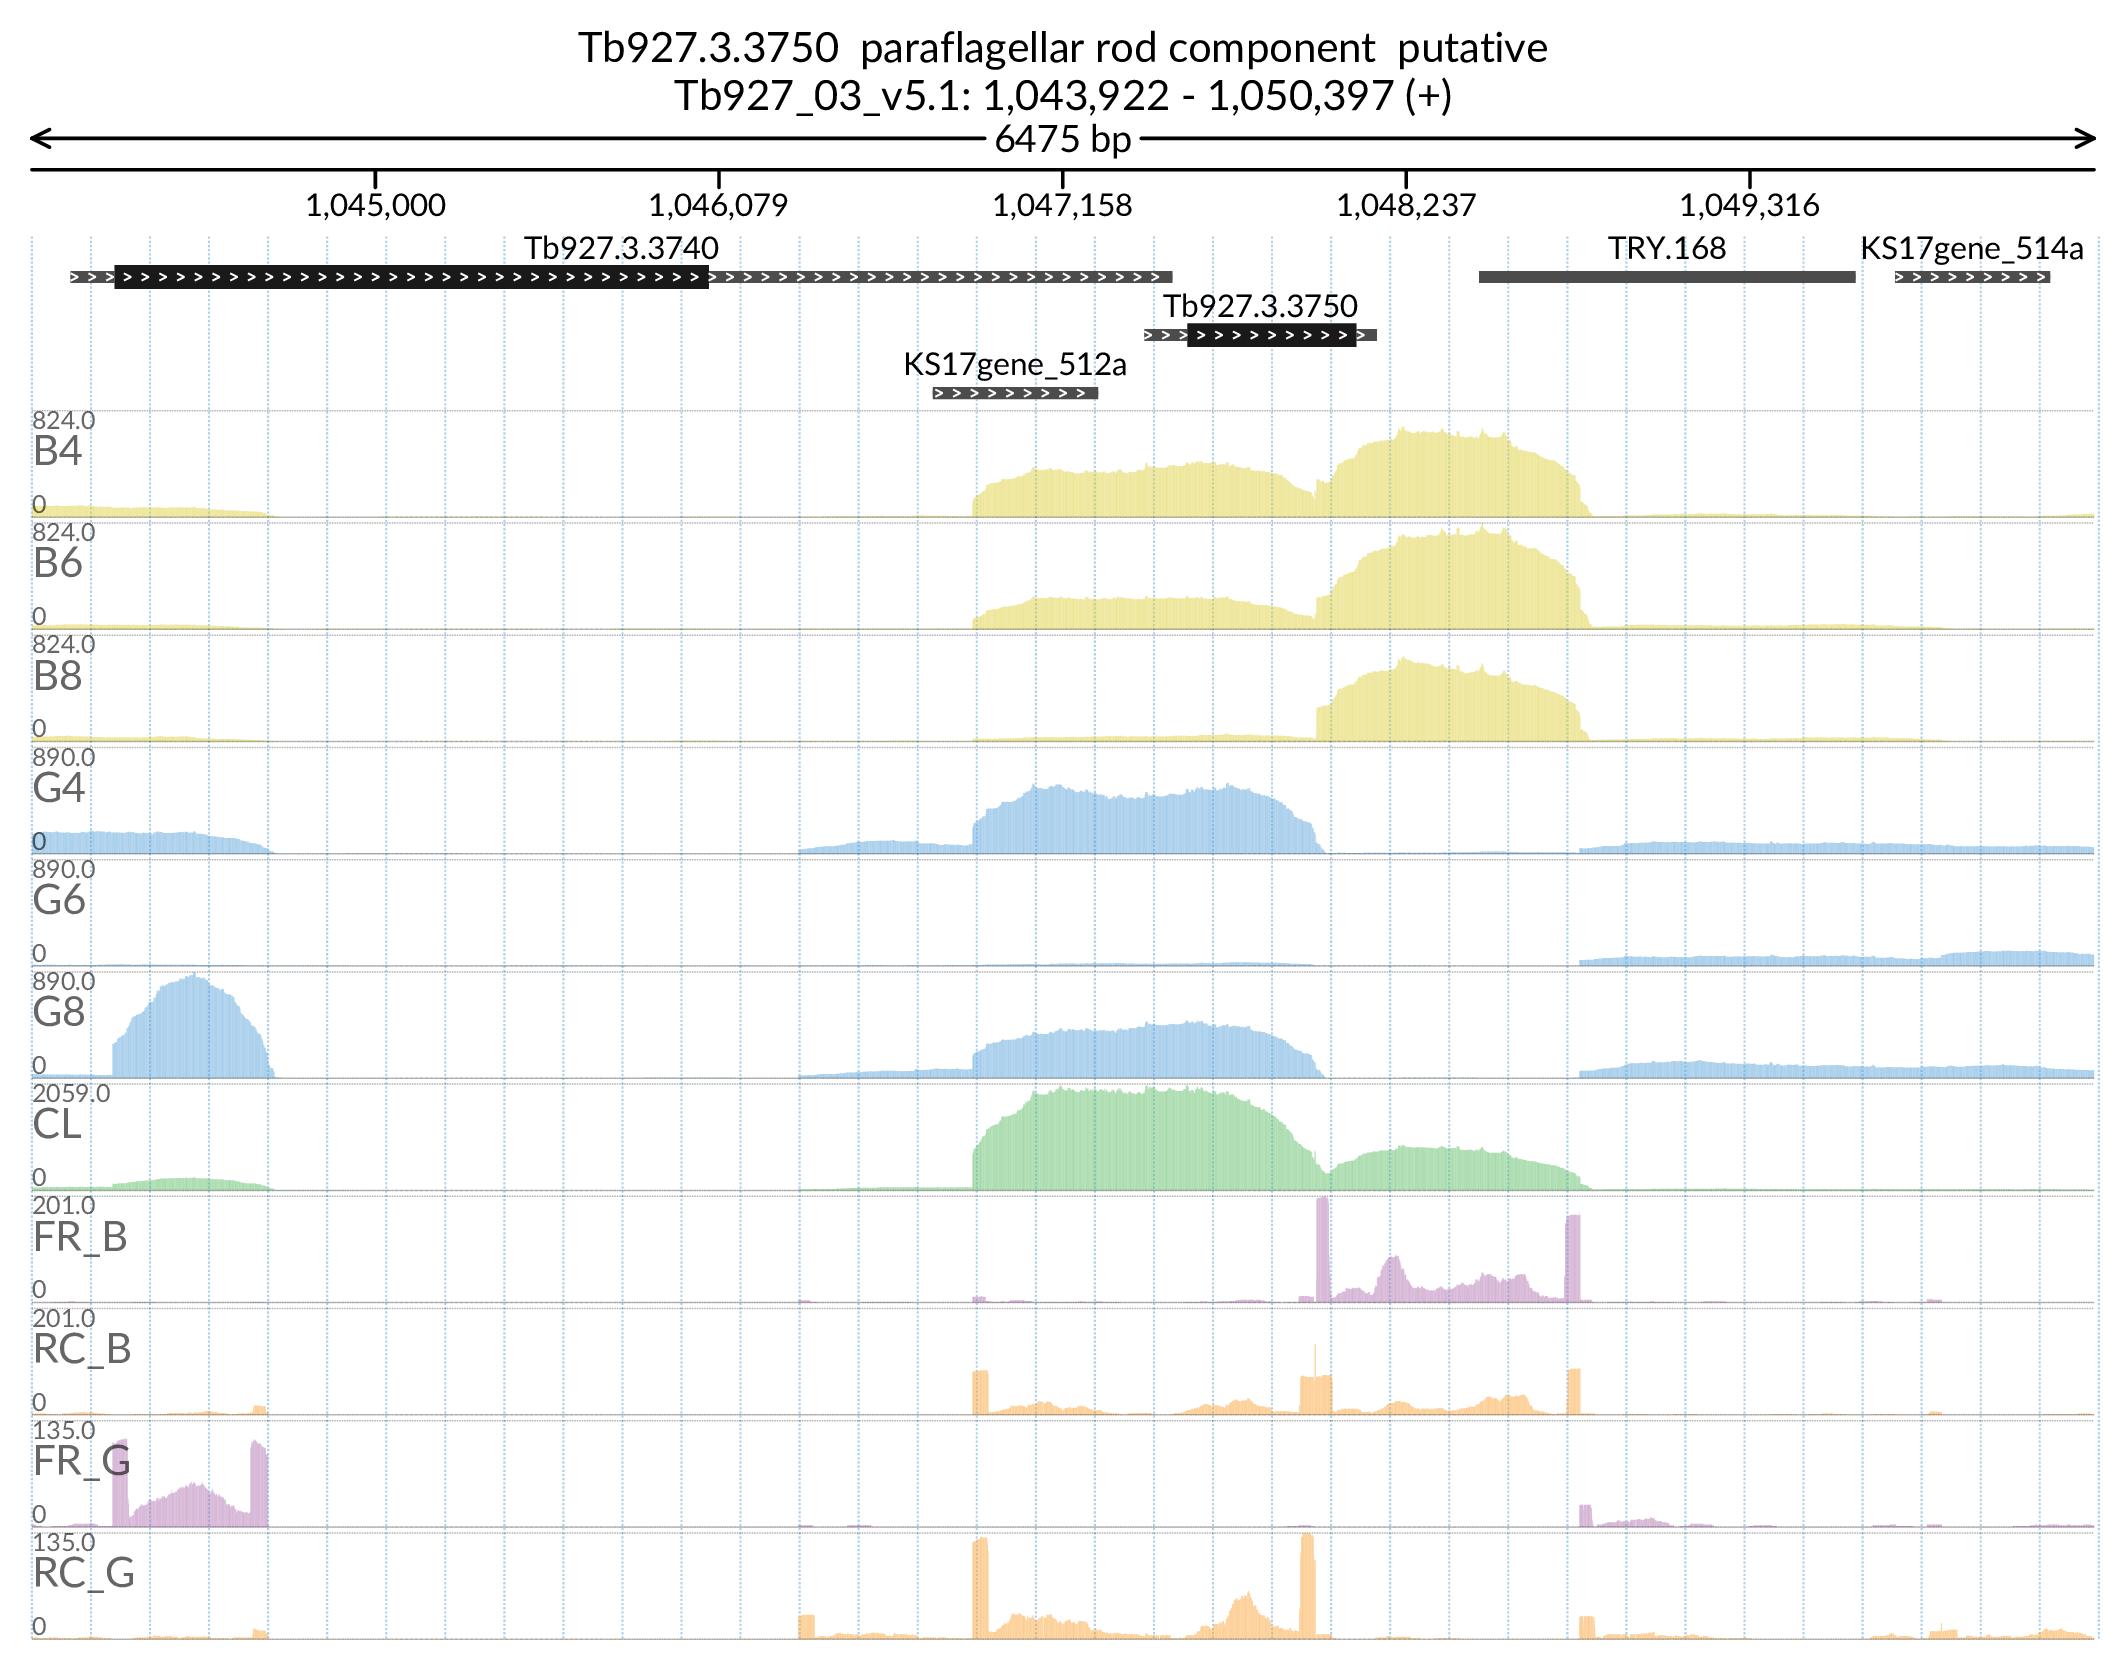 Tb927.3.3750 paraflagellar rod component putative
Tb927_03_v5.1: 1,043,922 - 1,050,397 (+)
6475 bp
1,045,000 1,046,079 1,047,158 1,048,237 1,049,316
Tb927.3.3740 TRY.168 KS17gene_514a
Tb927.3.3750
KS17gene_512a
824.0
B4
0
824.0
B6
0
824.0
B8
0
890.0
G4
0
890.0
G6
0
890.0
G8
0
2059.0
CL
0
201.0
FR_B
0
201.0
RC_B
0
135.0
FR_G
0
135.0
RC_G
0